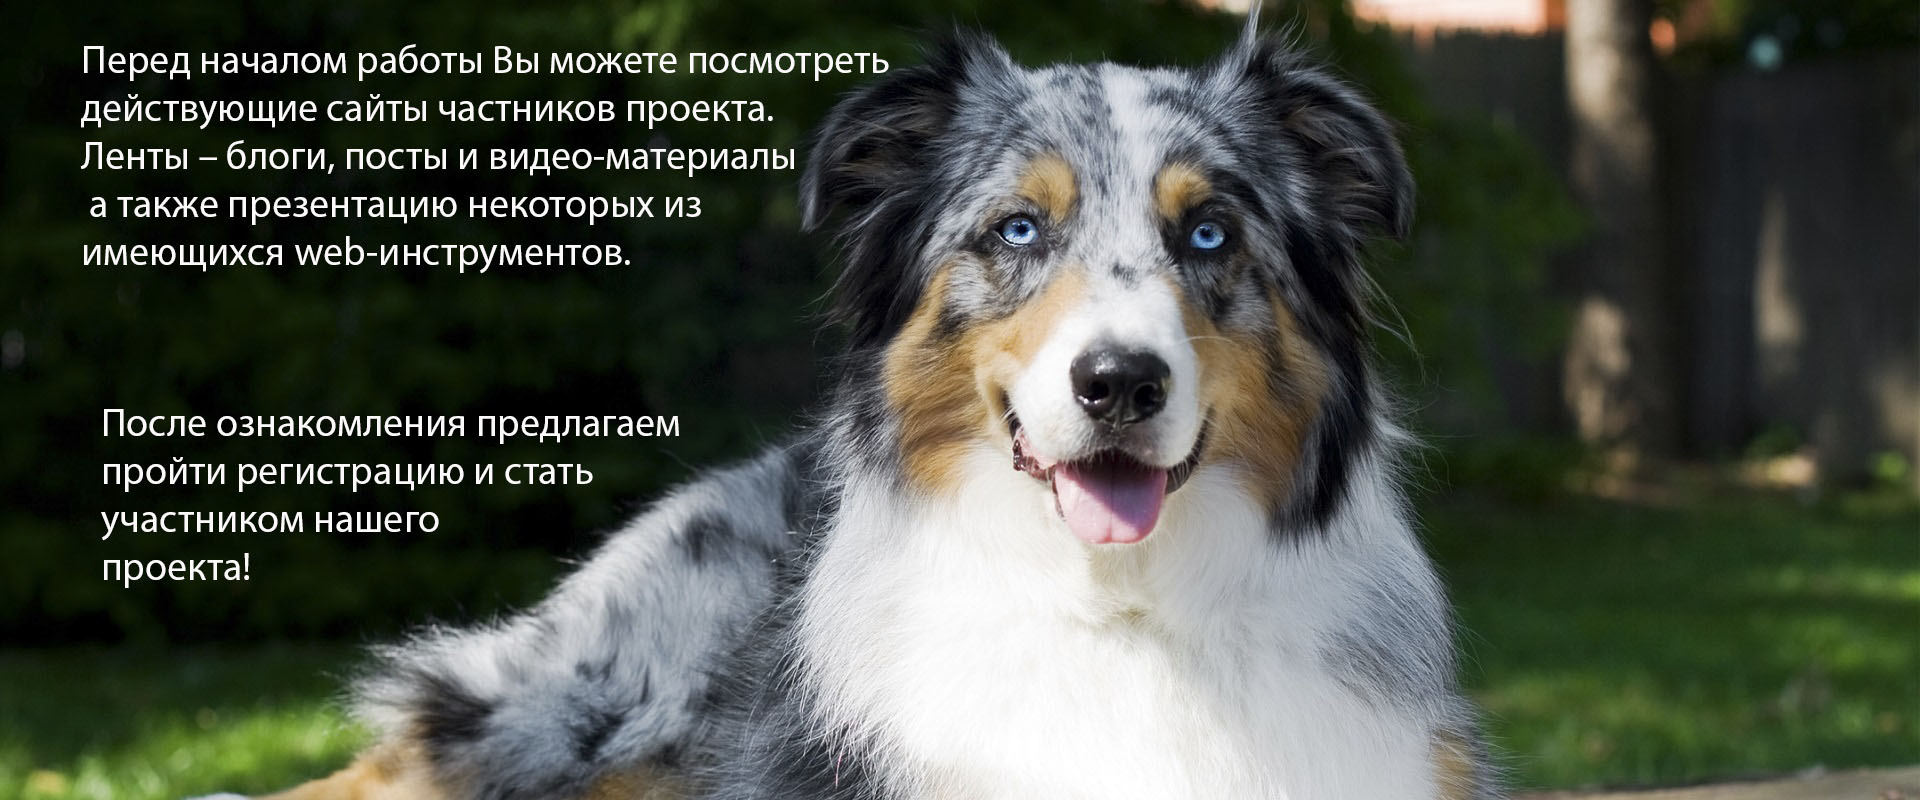 Перед началом работы Вы можете посмотреть
действующие сайты частников проекта.
Ленты – блоги, посты и видео-материалы
а также презентацию некоторых из
имеющихся web-инструментов.
После ознакомления предлагаем
пройти регистрацию и стать
участником нашего
проекта!